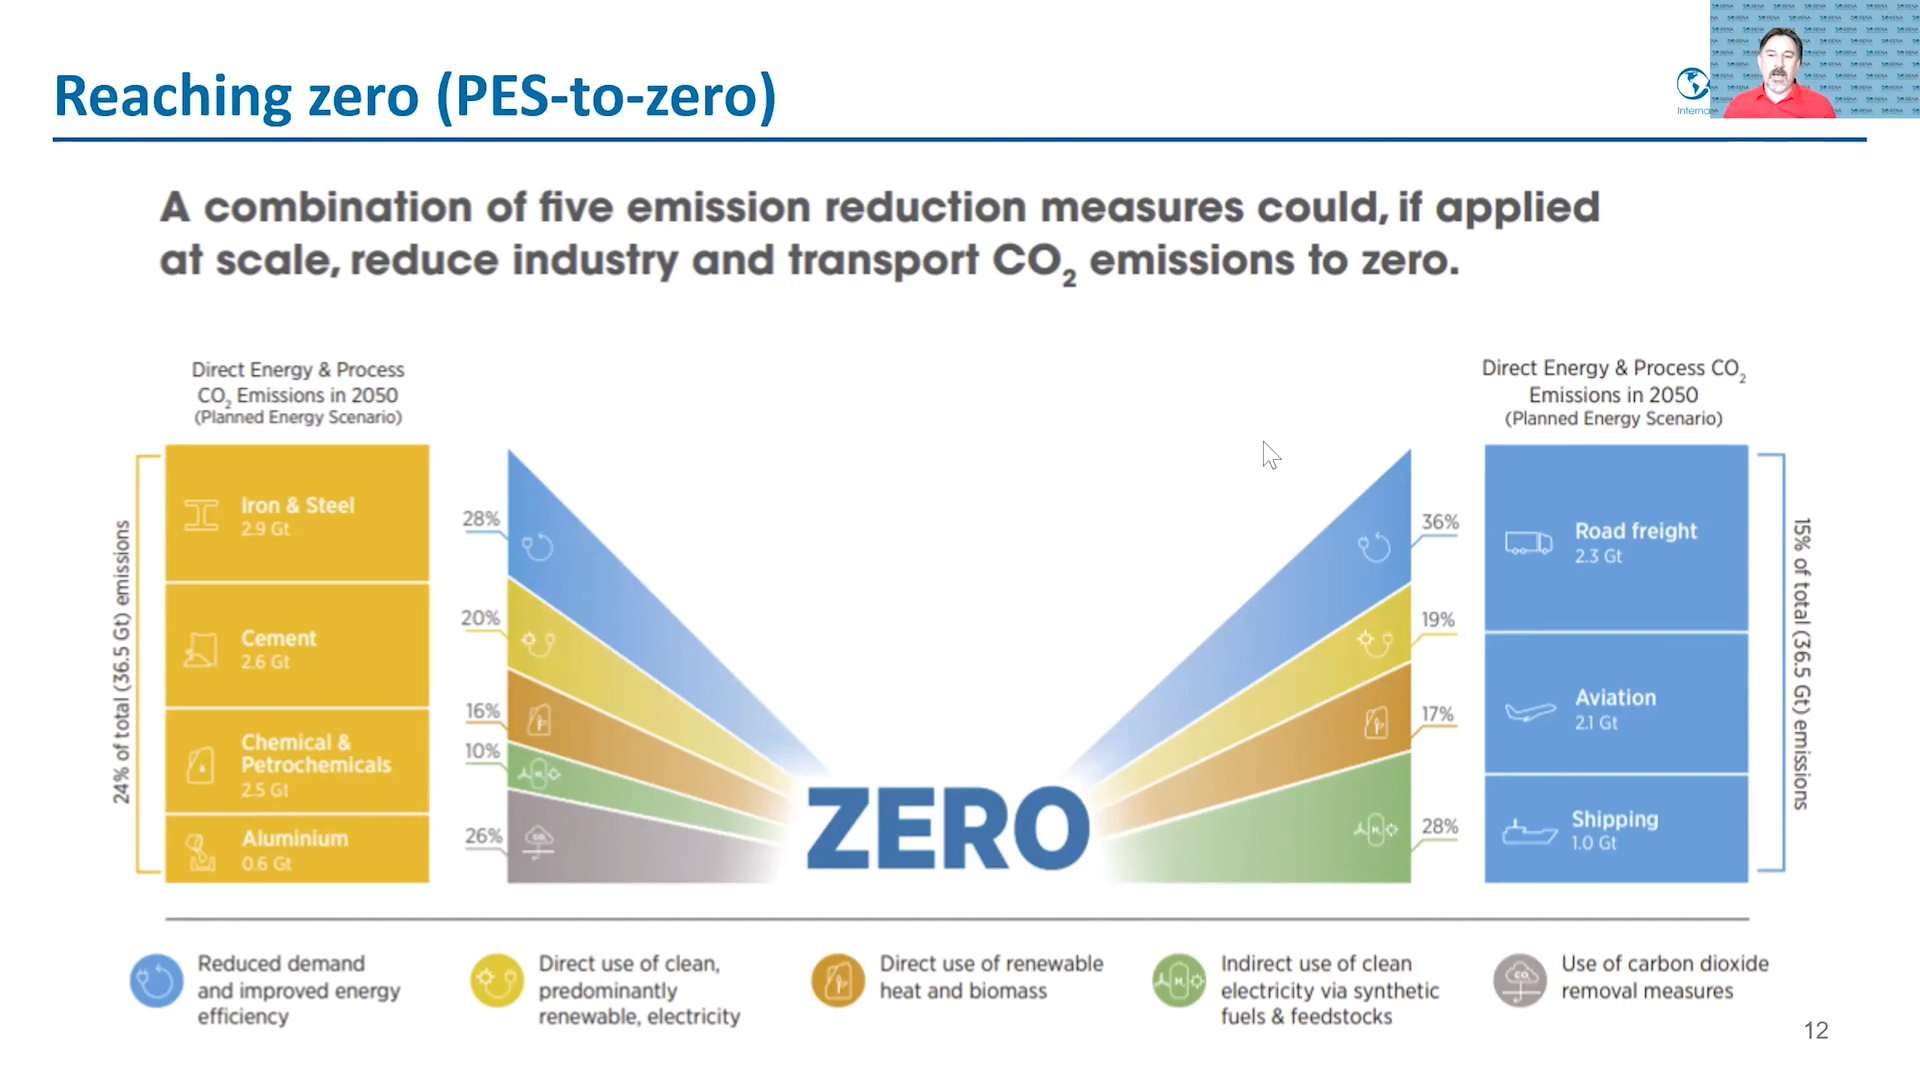 Reaching zero (PES-to-zero)
Interna
A combination of five emission reduction measures could, if applied
at scale, reduce industry and transport CO₂ emissions to zero.
Direct Energy & Process
CO₂ Emissions in 2050
(Planned Energy Scenario)
24% of total (36.5 Gt) emissions
Iron & Steel
2.9 Gt
Cement
2.6 Gt
Chemical &
Petrochemicals
2.5 Gt
Aluminium
0.6 Gt
28%
20%
16%
10%
26%
CO₂
ZERO
Direct Energy & Process CO₂
Emissions in 2050
(Planned Energy Scenario)
36%
19%
17%
28%
Road freight
2.3 Gt
Aviation
2.1 Gt
Shipping
1.0 Gt
15% of total (36.5 Gt) emissions
Reduced demand
and improved energy
efficiency
Direct use of clean,
predominantly
renewable, electricity
Direct use of renewable
heat and biomass
H₂
Indirect use of clean
electricity via synthetic
fuels & feedstocks
CO₂
Use of carbon dioxide
removal measures
12